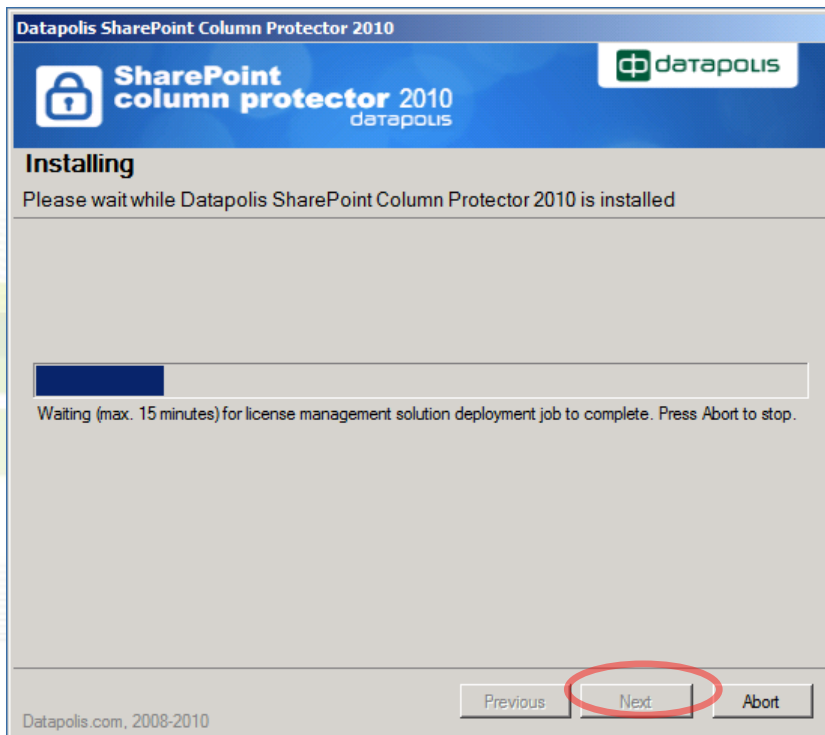 Datapolis SharePoint Column Protector 2010
SharePoint
column protector 2010
datapolis
datapolis
Installing
Please wait while Datapolis SharePoint Column Protector 2010 is installed
Waiting (max. 15 minutes) for license management solution deployment job to complete. Press Abort to stop.
Previous
Next
Abort
Datapolis.com, 2008-2010